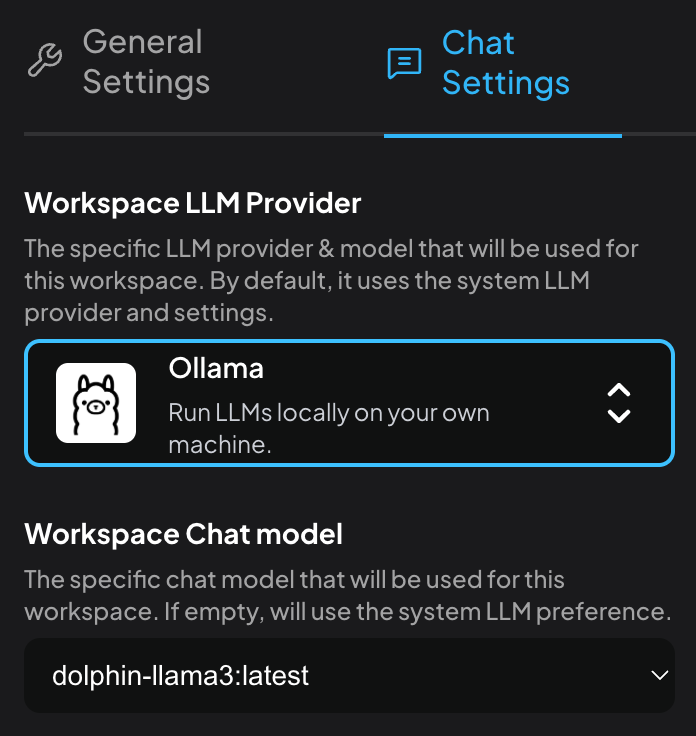 General
Settings
Chat
Settings
Workspace LLM Provider
The specific LLM provider & model that will be used for
this workspace. By default, it uses the system LLM
provider and settings.
Ollama
Run LLMs locally on your own
machine.
Workspace Chat model
The specific chat model that will be used for this
workspace. If empty, will use the system LLM preference.
dolphin-llama3:latest